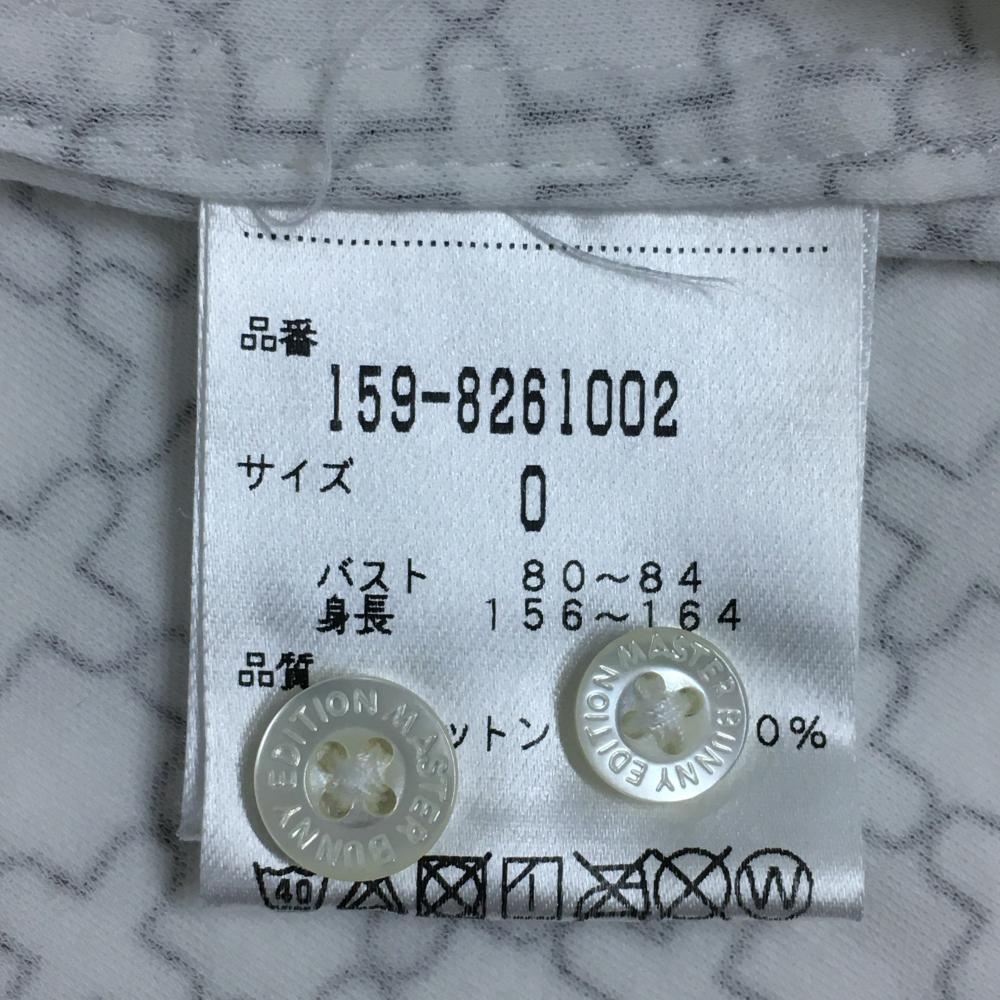 品番
159-8261002
サイズ
0
バスト 80~84
身長 156~164
品質
ットン 0%
MASTER BUNNY EDITION
MASTER BUNNY EDITION
40
W